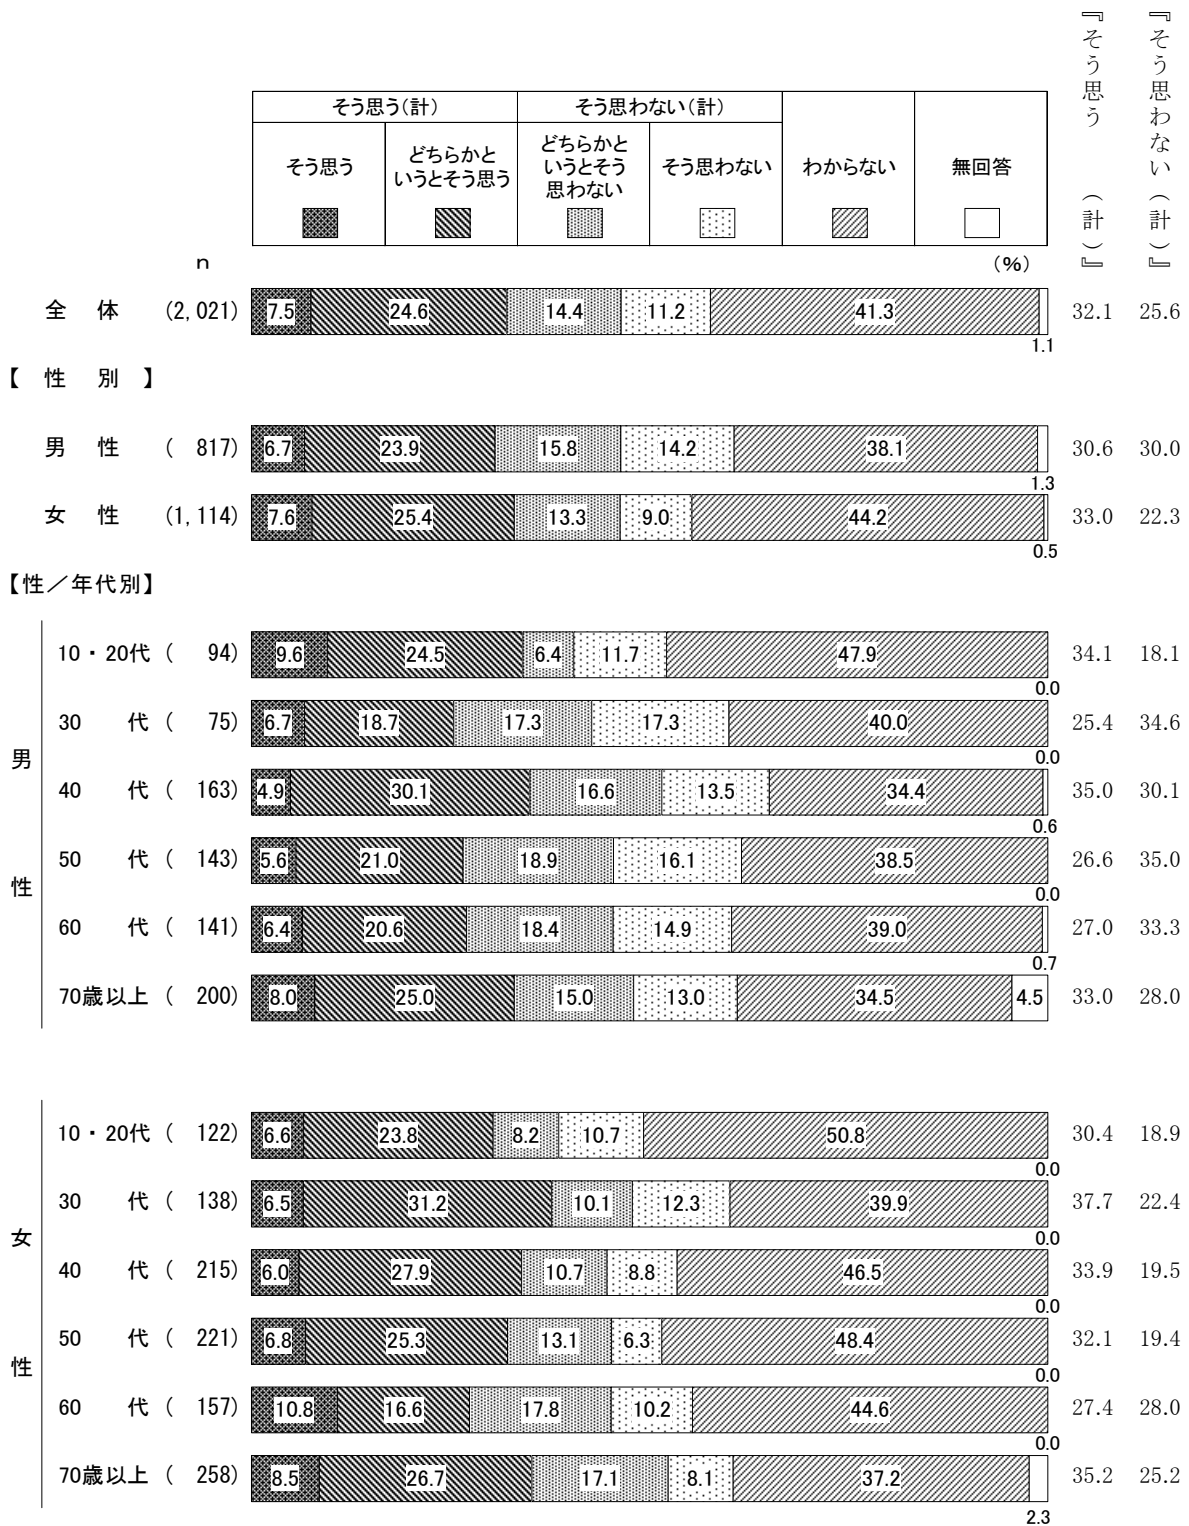 『そう思う（計）』
『そう思わない（計）』
そう思う（計）　そう思わない（計）
そう思う　どちらかというとそう思う　どちらかというとそう思わない　そう思わない　わからない　無回答
n　（%）
全　体　（2,021）　7.5　24.6　14.4　11.2　41.3　32.1　25.6
1.1
【　性　別　】
男　性　（　817）　6.7　23.9　15.8　14.2　38.1　30.6　30.0
1.3
女　性　（1,114）　7.6　25.4　13.3　9.0　44.2　33.0　22.3
0.5
【性／年代別】
男　性
10・20代　（　94）　9.6　24.5　6.4　11.7　47.9　34.1　18.1
0.0
30　代　（　75）　6.7　18.7　17.3　17.3　40.0　25.4　34.6
0.0
40　代　（　163）　4.9　30.1　16.6　13.5　34.4　35.0　30.1
0.6
50　代　（　143）　5.6　21.0　18.9　16.1　38.5　26.6　35.0
0.0
60　代　（　141）　6.4　20.6　18.4　14.9　39.0　27.0　33.3
0.7
70歳以上　（　200）　8.0　25.0　15.0　13.0　34.5　4.5　33.0　28.0
女　性
10・20代　（　122）　6.6　23.8　8.2　10.7　50.8　30.4　18.9
0.0
30　代　（　138）　6.5　31.2　10.1　12.3　39.9　37.7　22.4
0.0
40　代　（　215）　6.0　27.9　10.7　8.8　46.5　33.9　19.5
0.0
50　代　（　221）　6.8　25.3　13.1　6.3　48.4　32.1　19.4
0.0
60　代　（　157）　10.8　16.6　17.8　10.2　44.6　27.4　28.0
0.0
70歳以上　（　258）　8.5　26.7　17.1　8.1　37.2　35.2　25.2
2.3